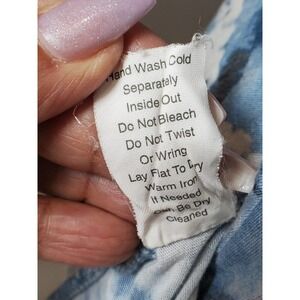 Hand Wash Cold
Separately
Inside Out
Do Not Bleach
Do Not Twist
Or Wring
Lay Flat To Dry
Warm Iron
If Needed
Can Be Dry
Cleaned